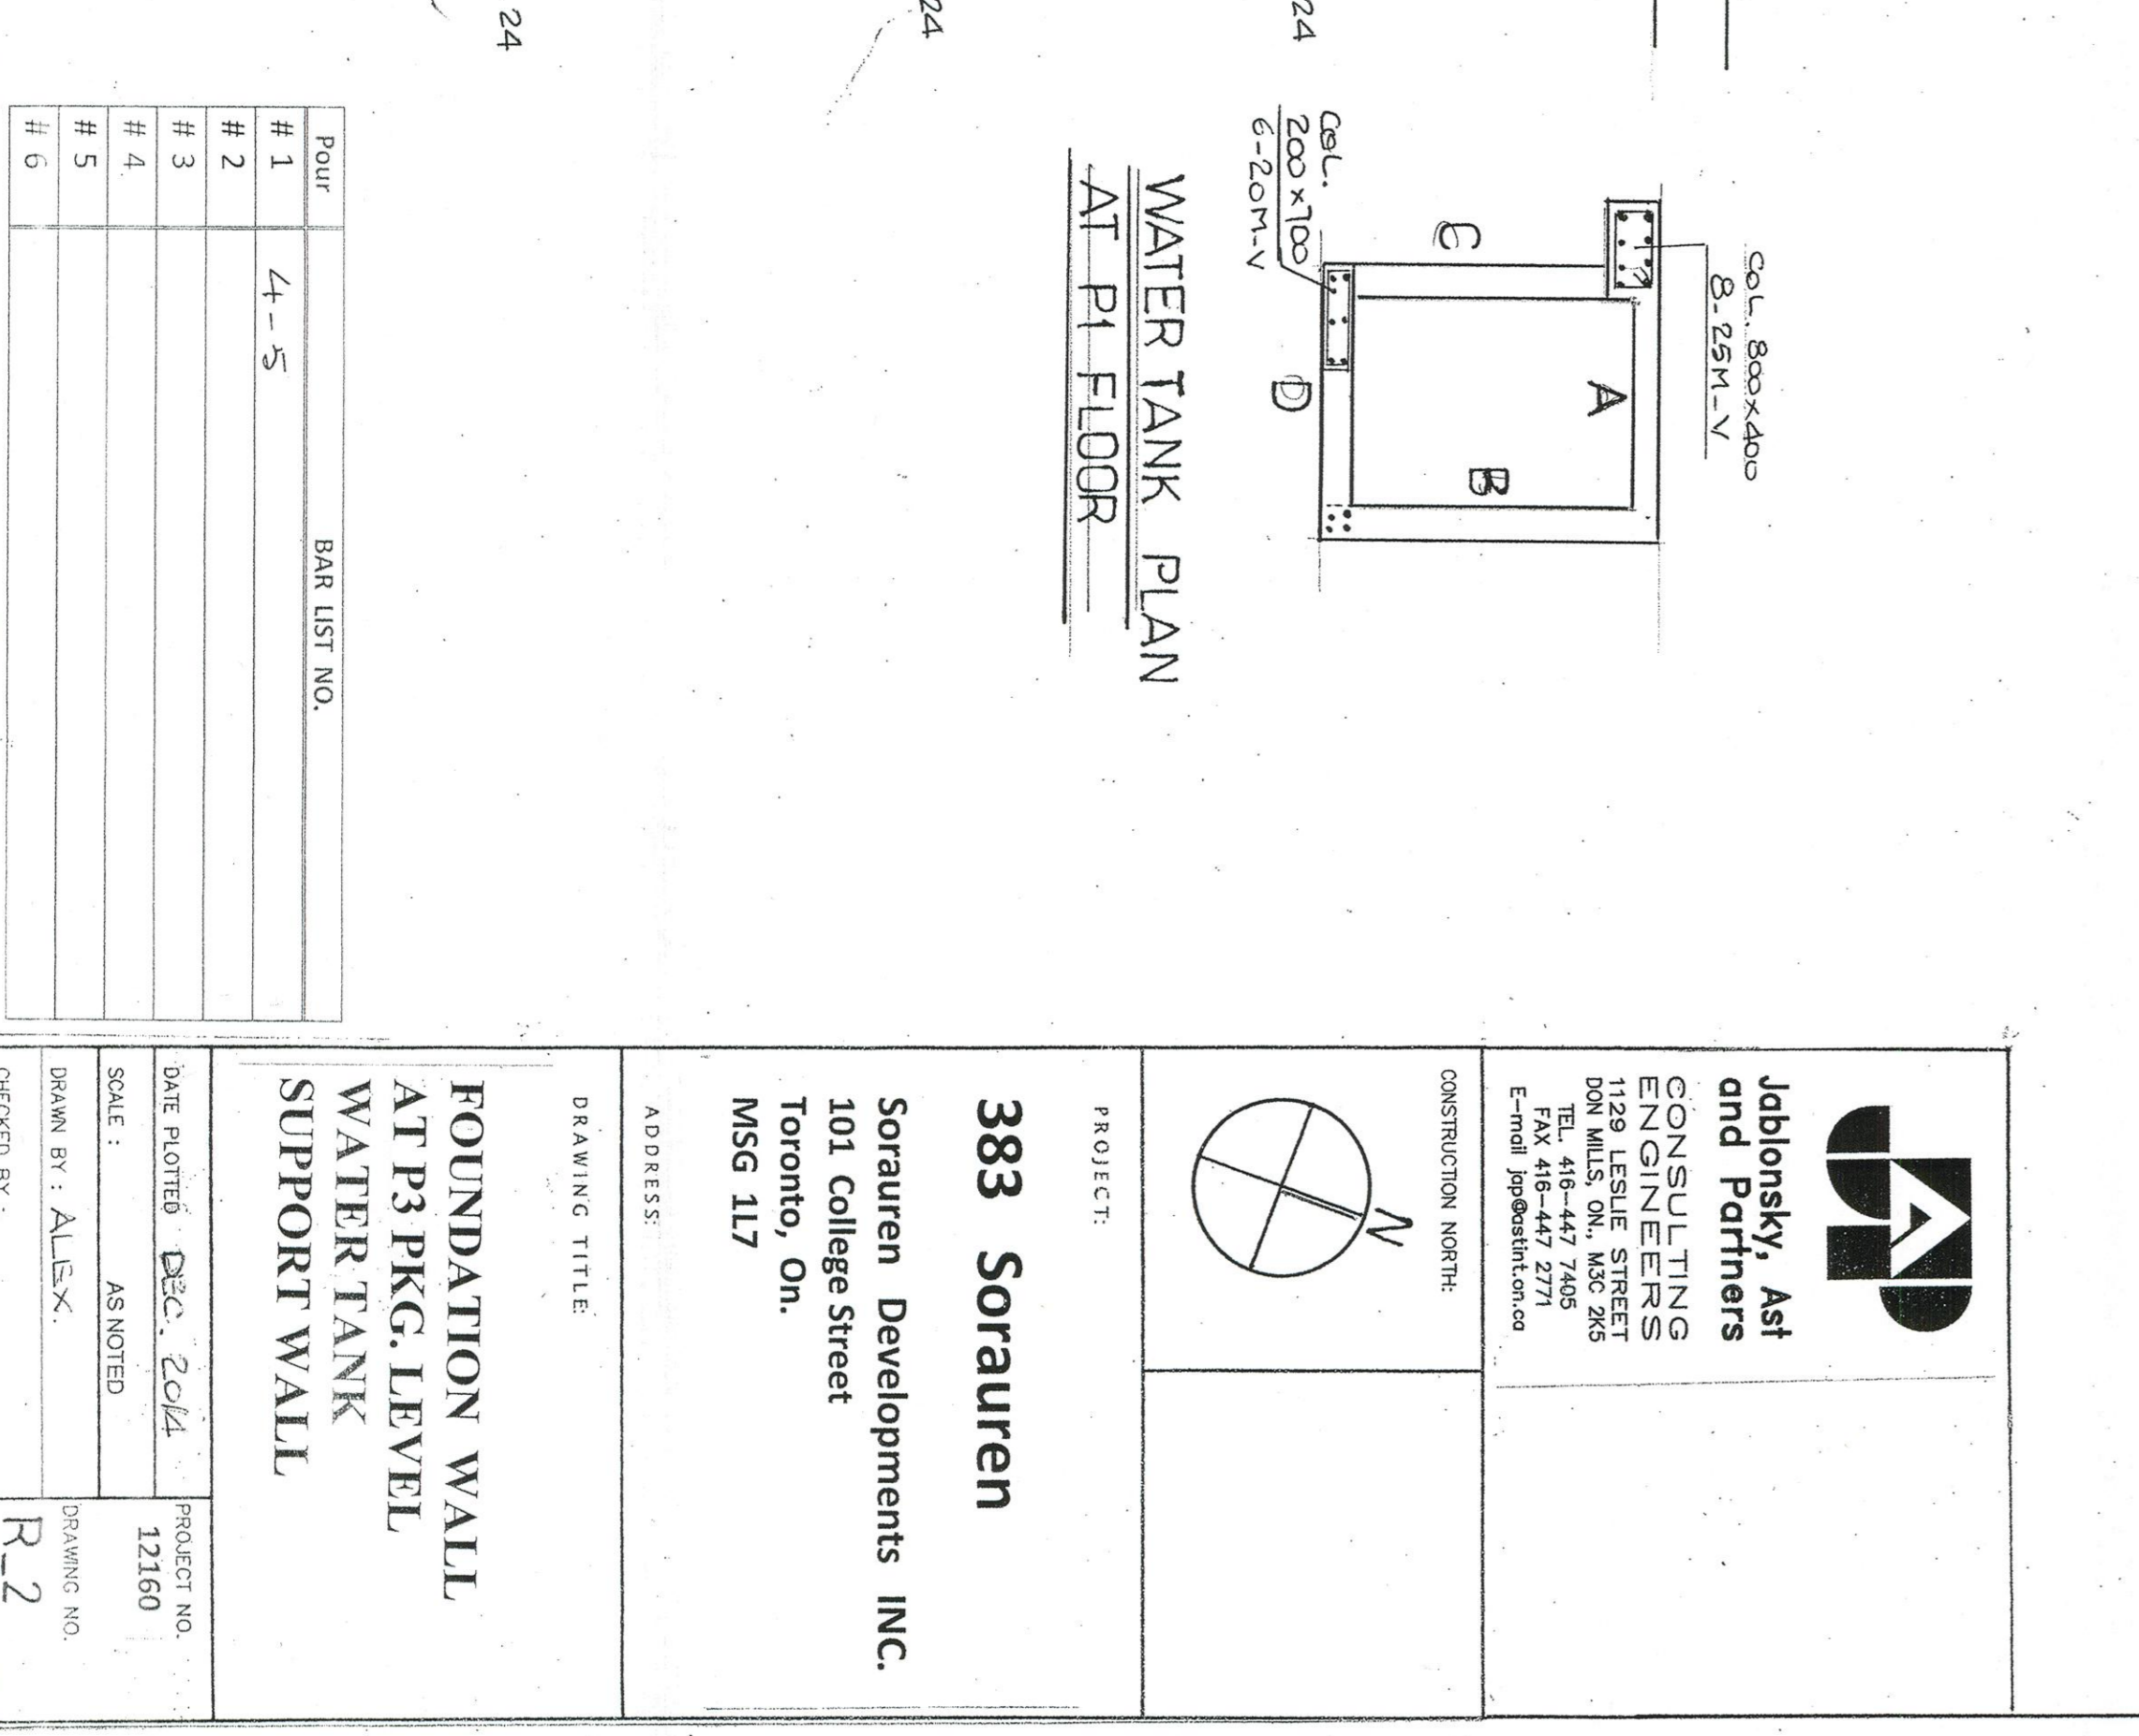 24
24
24
COL. 800x400
8-25M-V
A
B
C
D
COL.
200x700
6-20M-V
WATER TANK PLAN
AT P1 FLOOR
Pour BAR LIST NO.
# 1 4-5
# 2
# 3
# 4
# 5
# 6
JAP
Jablonsky, Ast
and Partners
CONSULTING
ENGINEERS
1129 LESLIE STREET
DON MILLS, ON., M3C 2K5
TEL. 416-447 7405
FAX 416-447 2771
E-mail jap@astint.on.ca
CONSTRUCTION NORTH:
N
PROJECT:
383 Sorauren
Sorauren Developments INC.
101 College Street
Toronto, On.
MSG 1L7
ADDRESS:
DRAWING TITLE:
FOUNDATION WALL
AT P3 PKG. LEVEL
WATER TANK
SUPPORT WALL
DATE PLOTTED DEC. 2014
PROJECT NO.
12160
SCALE : AS NOTED
DRAWN BY : ALEX.
DRAWING NO.
R_2
CHECKED BY :